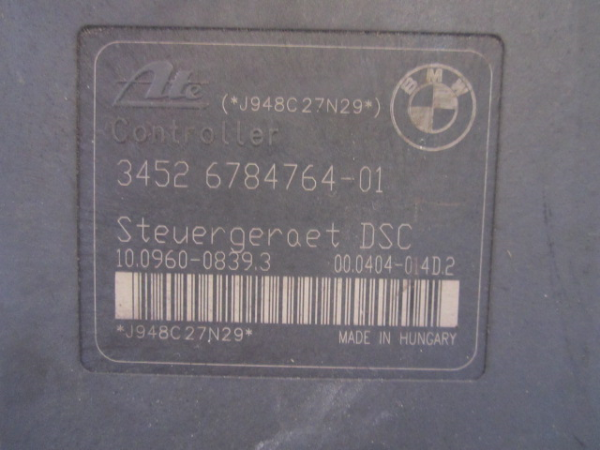 Ate (*J948C27N29*) BMW
Controller
3452 6784764-01
Steuergeraet DSC
10.0960-0839.3 00.0404-014D.2
*J948C27N29* MADE IN HUNGARY